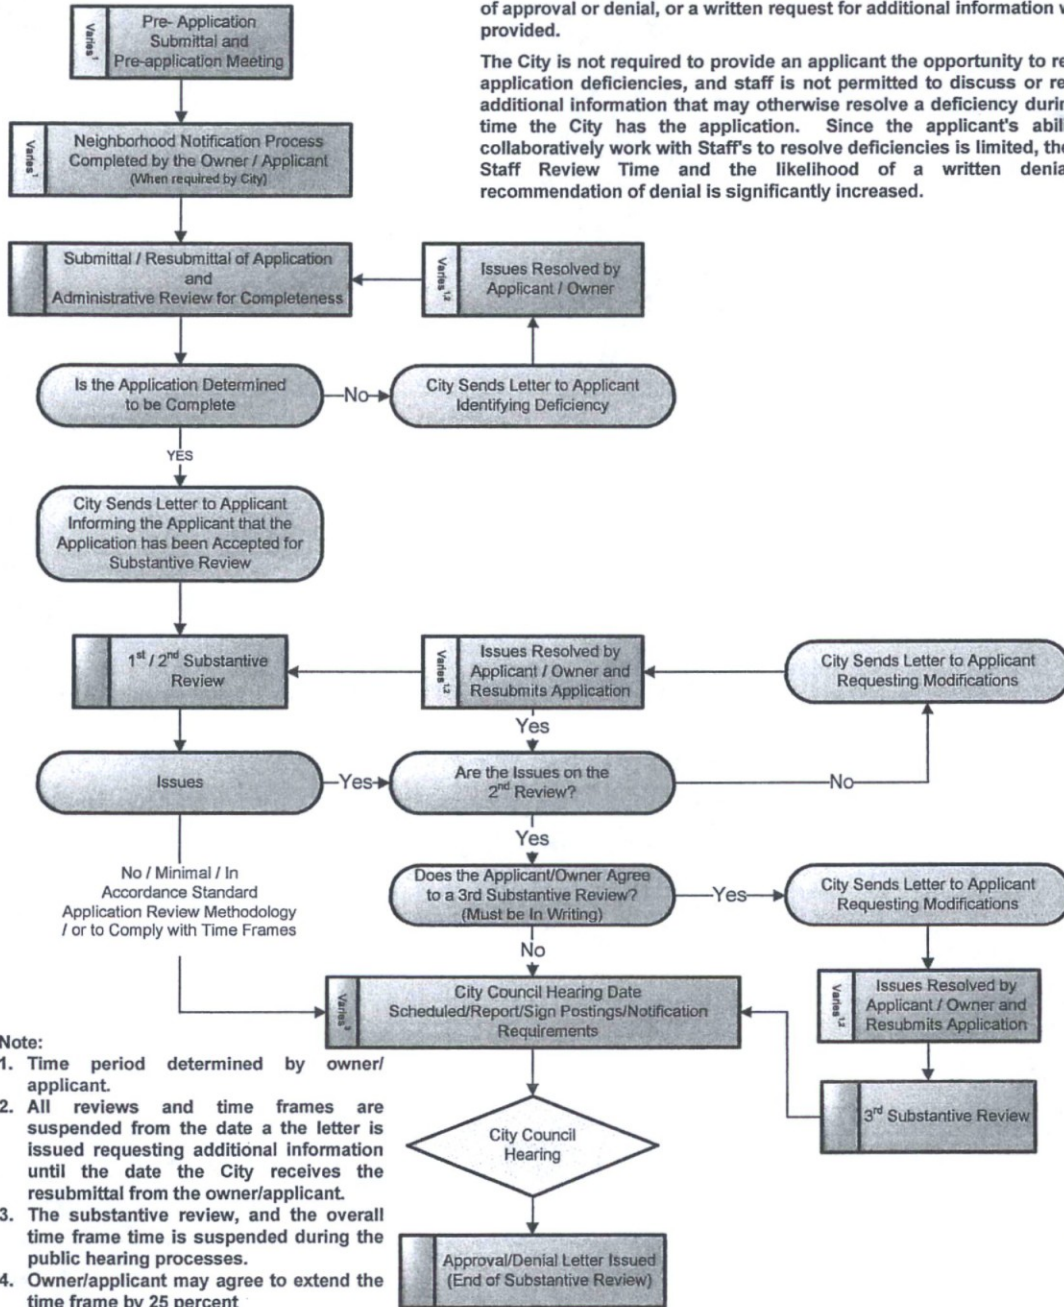 of approval or denial, or a written request for additional information
provided.
The City is not required to provide an applicant the opportunity to
application deficiencies, and staff is not permitted to discuss or
additional information that may otherwise resolve a deficiency
time the City has the application. Since the applicant's
collaboratively work with Staff's to resolve deficiencies is limited,
Staff Review Time and the likelihood of a written
recommendation of denial is significantly increased.
Varies1
Pre- Application
Submittal and
Pre-application Meeting
Varies1
Neighborhood Notification Process
Completed by the Owner / Applicant
(When required by City)
Submittal / Resubmittal of Application
and
Administrative Review for Completeness
Varies1,2
Issues Resolved by
Applicant / Owner
Is the Application Determined
to be Complete
No
City Sends Letter to Applicant
Identifying Deficiency
YES
City Sends Letter to Applicant
Informing the Applicant that the
Application has been Accepted for
Substantive Review
1st / 2nd Substantive
Review
Varies1,2
Issues Resolved by
Applicant / Owner and
Resubmits Application
City Sends Letter to Applicant
Requesting Modifications
Yes
Issues
Yes
Are the Issues on the
2nd Review?
No
Yes
No / Minimal / In
Accordance Standard
Application Review Methodology
/ or to Comply with Time Frames
Does the Applicant/Owner Agree
to a 3rd Substantive Review?
(Must be In Writing)
Yes
City Sends Letter to Applicant
Requesting Modifications
No
Varies3
City Council Hearing Date
Scheduled/Report/Sign Postings/Notification
Requirements
Varies1,2
Issues Resolved by
Applicant / Owner and
Resubmits Application
3rd Substantive Review
City Council
Hearing
Approval/Denial Letter Issued
(End of Substantive Review)
Note:
1. Time period determined by owner/
applicant.
2. All reviews and time frames are
suspended from the date a the letter is
issued requesting additional information
until the date the City receives the
resubmittal from the owner/applicant.
3. The substantive review, and the overall
time frame time is suspended during the
public hearing processes.
4. Owner/applicant may agree to extend the
time frame by 25 percent